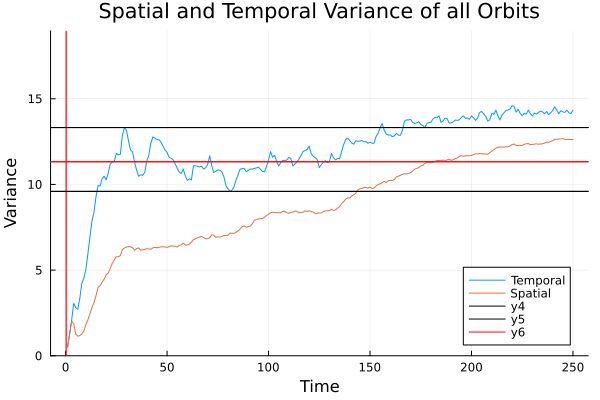 Spatial and Temporal Variance of all Orbits
Variance
15
10
5
0
0 50 100 150 200 250
Time
Temporal
Spatial
y4
y5
y6